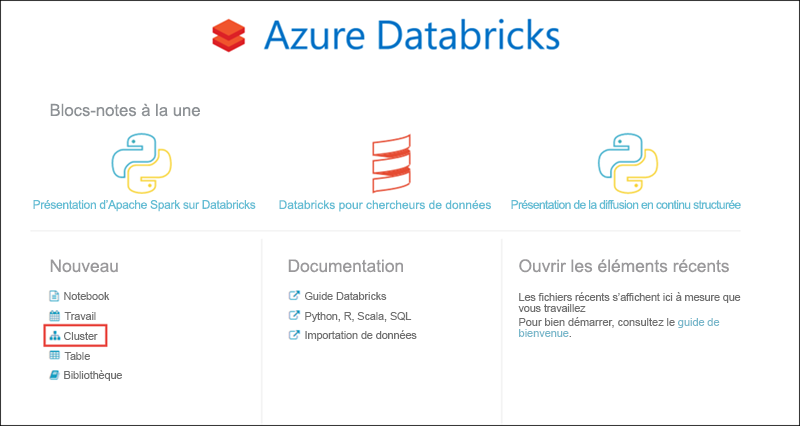 Azure Databricks
Blocs-notes à la une
Présentation d'Apache Spark sur Databricks
Databricks pour chercheurs de données
Présentation de la diffusion en continu structurée
Nouveau
Notebook
Travail
Cluster
Table
Bibliothèque
Documentation
Guide Databricks
Python, R, Scala, SQL
Importation de données
Ouvrir les éléments récents
Les fichiers récents s'affichent ici à mesure que
vous travaillez
Pour bien démarrer, consultez le guide de
bienvenue.